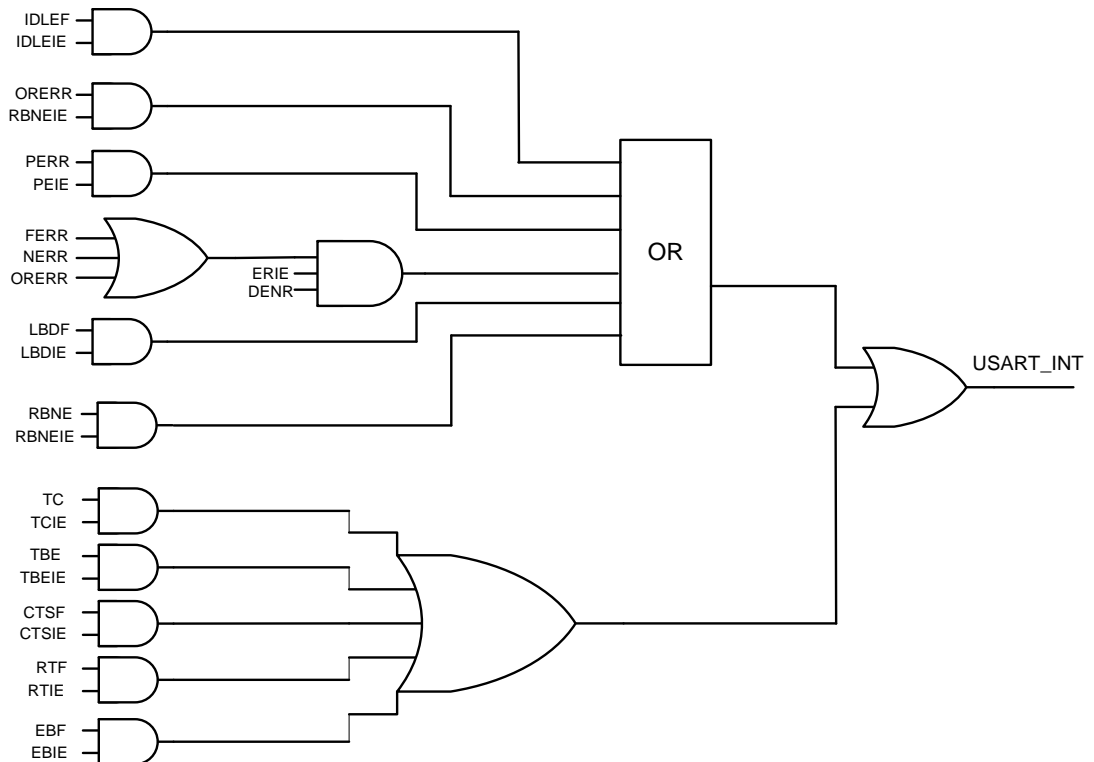 IDLEF
IDLEIE
ORERR
RBNEIE
PERR
PEIE
FERR
NERR
ORERR
ERIE
DENR
LBDF
LBDIE
RBNE
RBNEIE
OR
USART_INT
TC
TCIE
TBE
TBEIE
CTSF
CTSIE
RTF
RTIE
EBF
EBIE